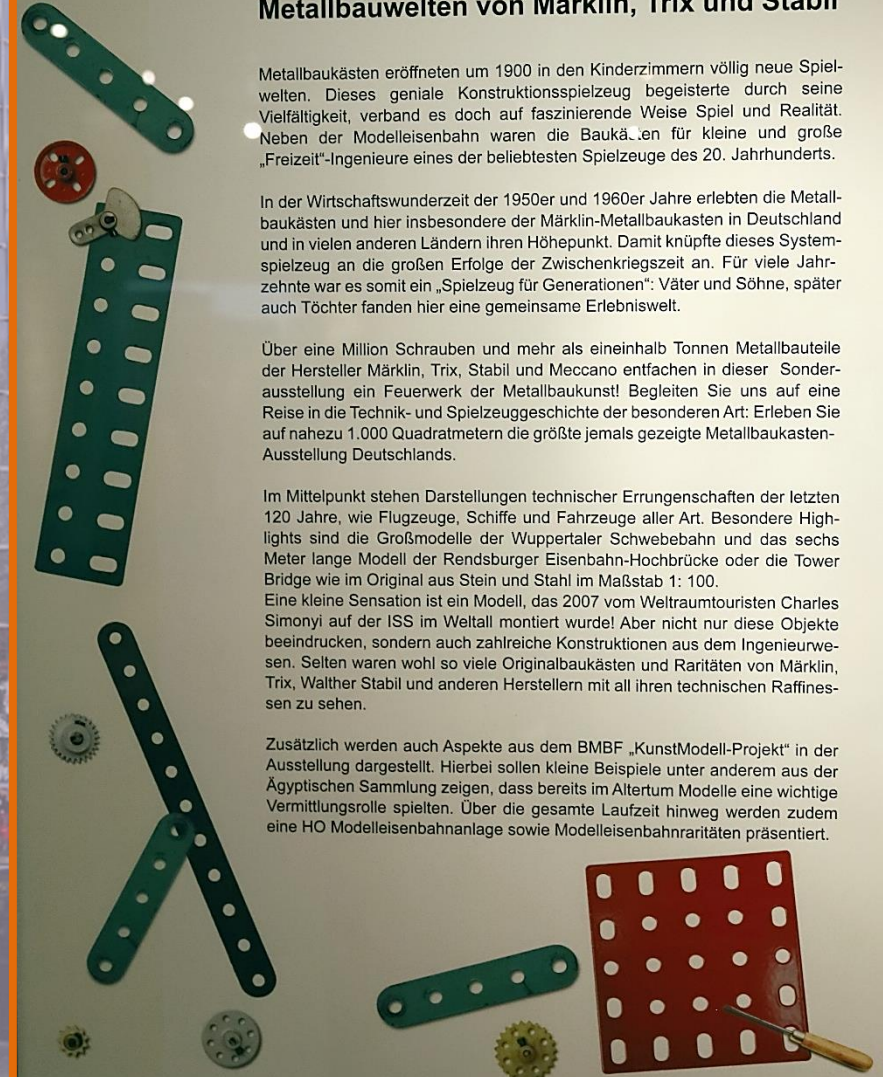 Metallbauwelten von Märklin, Trix und Stabil
Metallbaukästen eröffneten um 1900 in den Kinderzimmern völlig neue Spiel-
welten. Dieses geniale Konstruktionsspielzeug begeisterte durch seine
Vielfältigkeit, verband es doch auf faszinierende Weise Spiel und Realität.
Neben der Modelleisenbahn waren die Baukästen für kleine und große
„Freizeit“-Ingenieure eines der beliebtesten Spielzeuge des 20. Jahrhunderts.
In der Wirtschaftswunderzeit der 1950er und 1960er Jahre erlebten die Metall-
baukästen und hier insbesondere der Märklin-Metallbaukasten in Deutschland
und in vielen anderen Ländern ihren Höhepunkt. Damit knüpfte dieses System-
spielzeug an die großen Erfolge der Zwischenkriegszeit an. Für viele Jahr-
zehnte war es somit ein „Spielzeug für Generationen“: Väter und Söhne, später
auch Töchter fanden hier eine gemeinsame Erlebniswelt.
Über eine Million Schrauben und mehr als eineinhalb Tonnen Metallbauteile
der Hersteller Märklin, Trix, Stabil und Meccano entfachen in dieser Sonder-
ausstellung ein Feuerwerk der Metallbaukunst! Begleiten Sie uns auf eine
Reise in die Technik- und Spielzeuggeschichte der besonderen Art: Erleben Sie
auf nahezu 1.000 Quadratmetern die größte jemals gezeigte Metallbaukasten-
Ausstellung Deutschlands.
Im Mittelpunkt stehen Darstellungen technischer Errungenschaften der letzten
120 Jahre, wie Flugzeuge, Schiffe und Fahrzeuge aller Art. Besondere High-
lights sind die Großmodelle der Wuppertaler Schwebebahn und das sechs
Meter lange Modell der Rendsburger Eisenbahn-Hochbrücke oder die Tower
Bridge wie im Original aus Stein und Stahl im Maßstab 1: 100.
Eine kleine Sensation ist ein Modell, das 2007 vom Weltraumtouristen Charles
Simonyi auf der ISS im Weltall montiert wurde! Aber nicht nur diese Objekte
beeindrucken, sondern auch zahlreiche Konstruktionen aus dem Ingenieurwe-
sen. Selten waren wohl so viele Originalbaukästen und Raritäten von Märklin,
Trix, Walther Stabil und anderen Herstellern mit all ihren technischen Raffines-
sen zu sehen.
Zusätzlich werden auch Aspekte aus dem BMBF „KunstModell-Projekt“ in der
Ausstellung dargestellt. Hierbei sollen kleine Beispiele unter anderem aus der
Ägyptischen Sammlung zeigen, dass bereits im Altertum Modelle eine wichtige
Vermittlungsrolle spielten. Über die gesamte Laufzeit hinweg werden zudem
eine HO Modelleisenbahnanlage sowie Modelleisenbahnraritäten präsentiert.